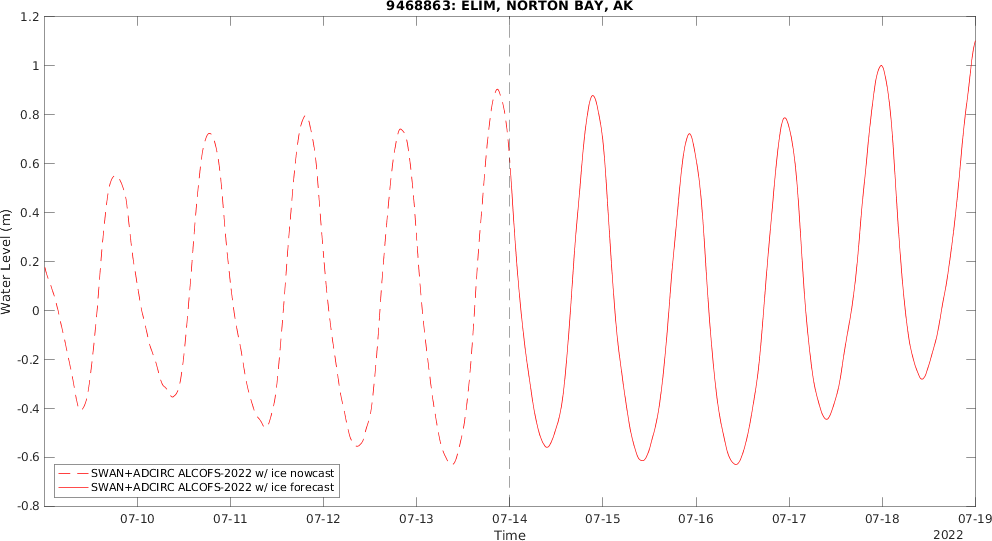 9468863: ELIM, NORTON BAY, AK
1.2
1
0.8
0.6
0.4
0.2
0
-0.2
-0.4
-0.6
-0.8
Water Level (m)
SWAN+ADCIRC ALCOFS-2022 w/ ice nowcast
SWAN+ADCIRC ALCOFS-2022 w/ ice forecast
07-10 07-11 07-12 07-13 07-14 07-15 07-16 07-17 07-18 07-19
Time
2022